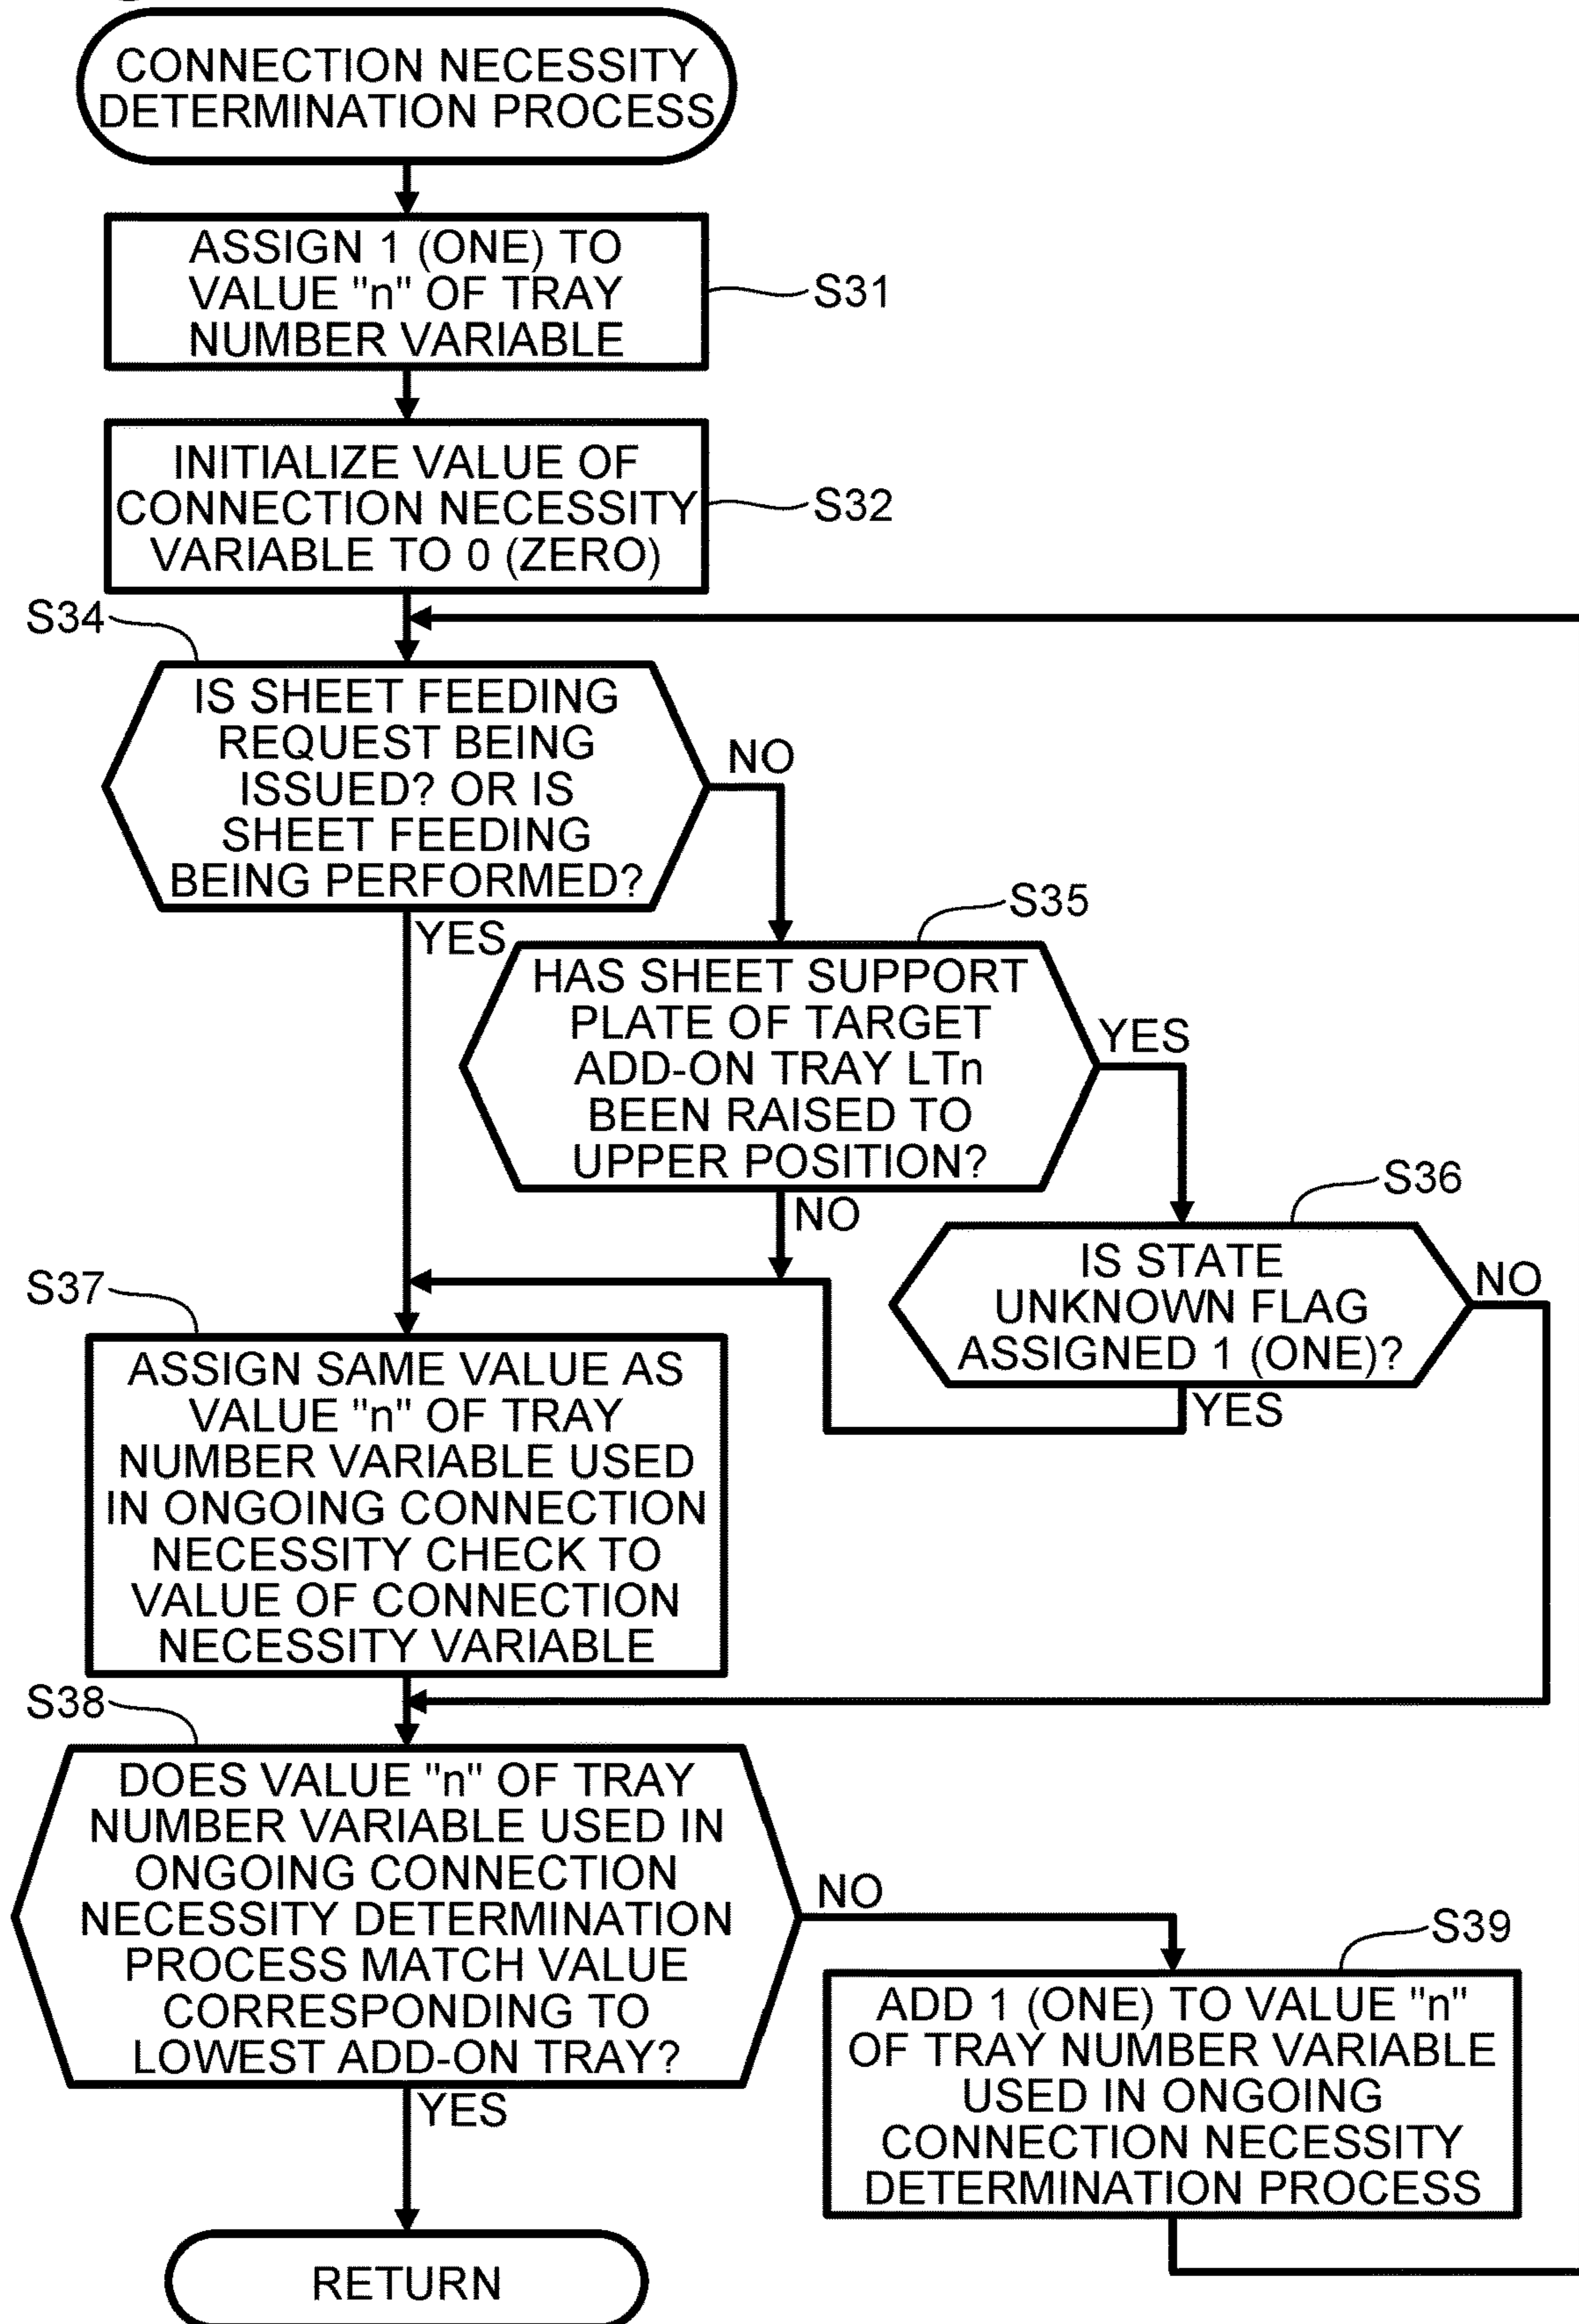 CONNECTION NECESSITY
DETERMINATION PROCESS
ASSIGN 1 (ONE) TO
VALUE "n" OF TRAY
NUMBER VARIABLE
S31
INITIALIZE VALUE OF
CONNECTION NECESSITY
VARIABLE TO 0 (ZERO)
S32
S34
IS SHEET FEEDING
REQUEST BEING
ISSUED? OR IS
SHEET FEEDING
BEING PERFORMED?
NO
YES
S35
HAS SHEET SUPPORT
PLATE OF TARGET
ADD-ON TRAY LTn
BEEN RAISED TO
UPPER POSITION?
YES
NO
S36
IS STATE
UNKNOWN FLAG
ASSIGNED 1 (ONE)?
NO
YES
S37
ASSIGN SAME VALUE AS
VALUE "n" OF TRAY
NUMBER VARIABLE USED
IN ONGOING CONNECTION
NECESSITY CHECK TO
VALUE OF CONNECTION
NECESSITY VARIABLE
S38
DOES VALUE "n" OF TRAY
NUMBER VARIABLE USED IN
ONGOING CONNECTION
NECESSITY DETERMINATION
PROCESS MATCH VALUE
CORRESPONDING TO
LOWEST ADD-ON TRAY?
NO
YES
S39
ADD 1 (ONE) TO VALUE "n"
OF TRAY NUMBER VARIABLE
USED IN ONGOING
CONNECTION NECESSITY
DETERMINATION PROCESS
RETURN